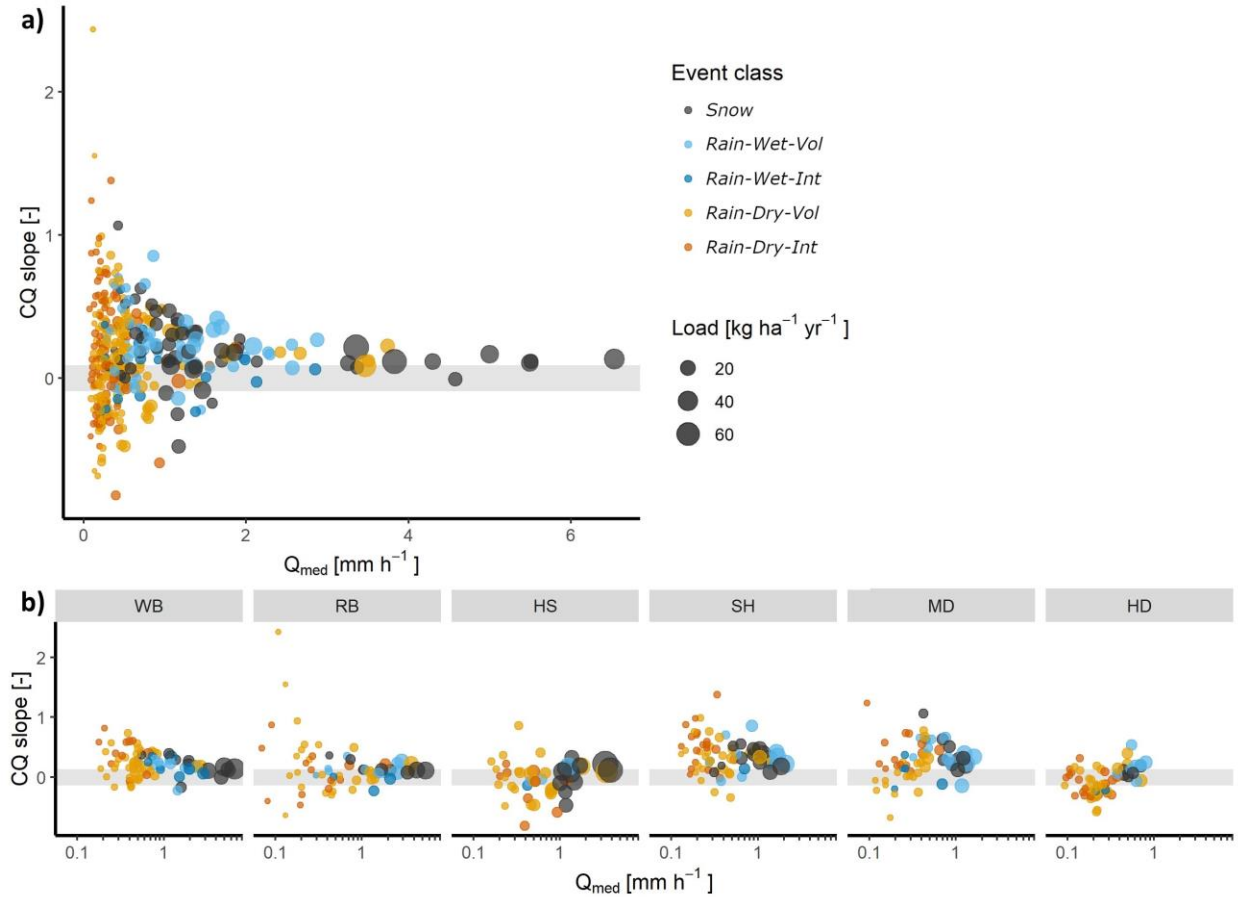 a)
CQ slope [-]
2
1
0
0 2 4 6
Qmed [mm h⁻¹ ]
Event class
Snow
Rain-Wet-Vol
Rain-Wet-Int
Rain-Dry-Vol
Rain-Dry-Int
Load [kg ha⁻¹ yr⁻¹ ]
20
40
60
b)
WB RB HS SH MD HD
CQ slope [-]
2
1
0
0.1 1 0.1 1 0.1 1 0.1 1 0.1 1 0.1 1
Qmed [mm h⁻¹ ]